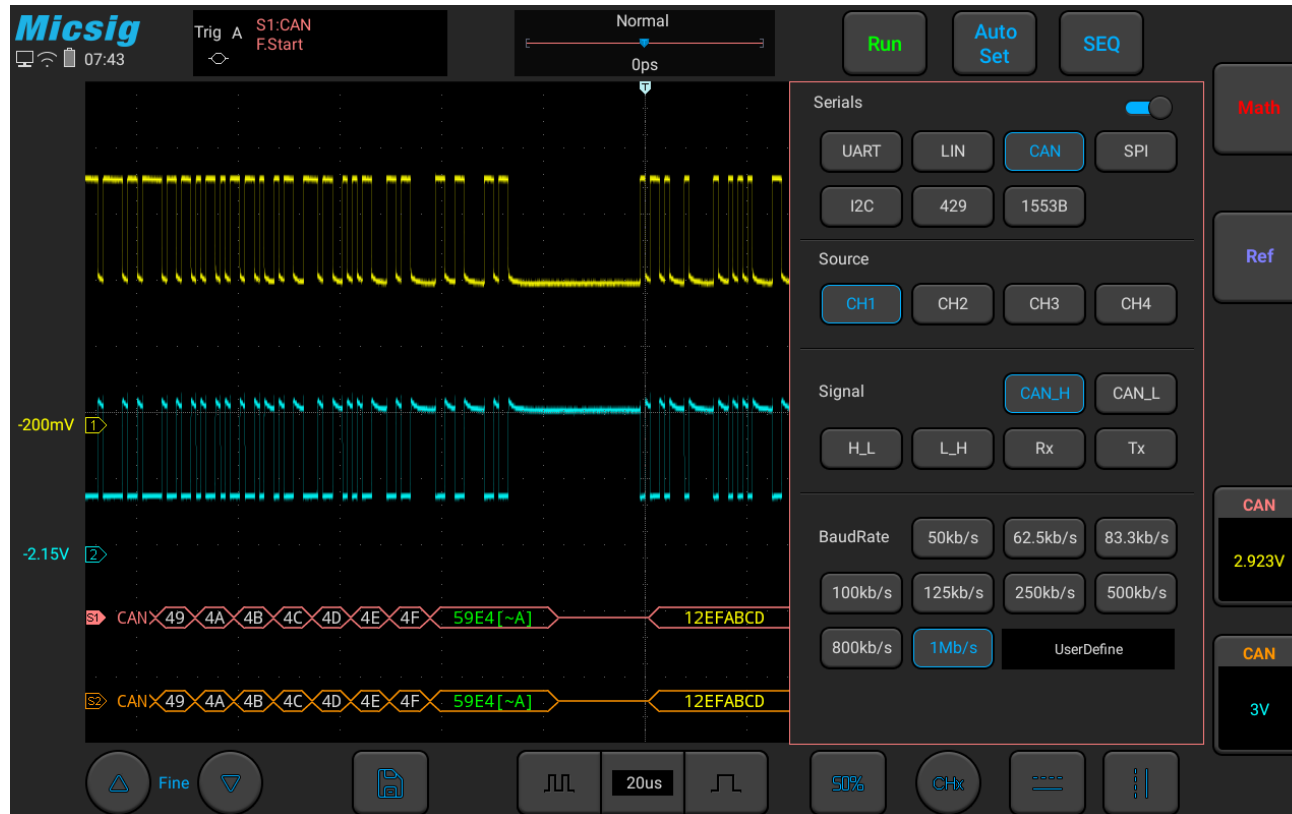 Micsig
07:43
Trig A S1:CAN
F.Start
Normal
0ps
Run
Auto Set
SEQ
T
Serials
UART LIN CAN SPI
I2C 429 1553B
Source
CH1 CH2 CH3 CH4
Signal CAN_H CAN_L
H_L L_H Rx Tx
BaudRate 50kb/s 62.5kb/s 83.3kb/s
100kb/s 125kb/s 250kb/s 500kb/s
800kb/s 1Mb/s UserDefine
Math
Ref
CAN
2.923V
CAN
3V
-200mV 1
-2.15V 2
S1 CAN 49 4A 4B 4C 4D 4E 4F 59E4[~A] 12EFABCD
S2 CAN 49 4A 4B 4C 4D 4E 4F 59E4[~A] 12EFABCD
Fine
20us
50%
CHx